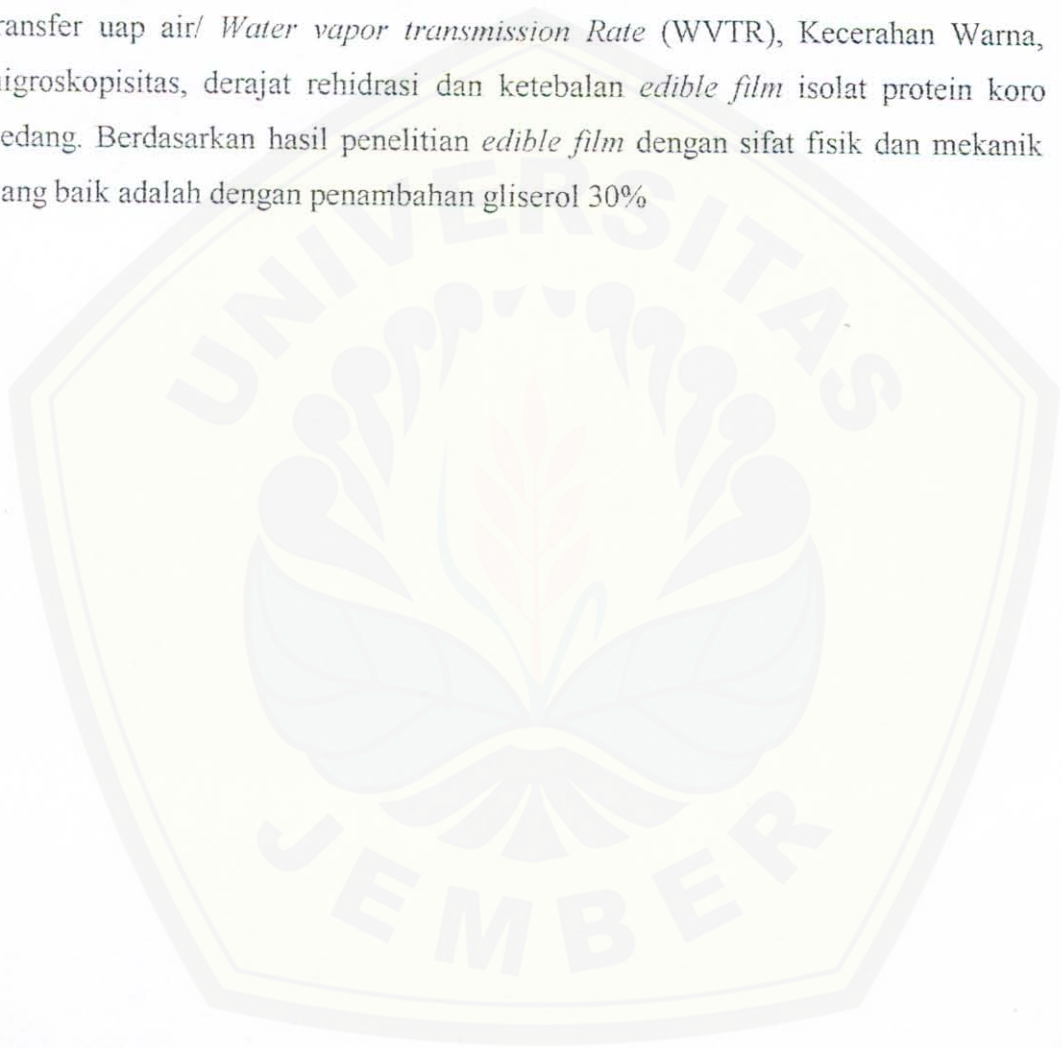 ransfer uap air/ Water vapor transmission Rate (WVTR), Kecerahan Warna,
igroskopisitas, derajat rehidrasi dan ketebalan edible film isolat protein koro
edang. Berdasarkan hasil penelitian edible film dengan sifat fisik dan mekanik
ang baik adalah dengan penambahan gliserol 30%
UNIVERSITAS
JEMBER